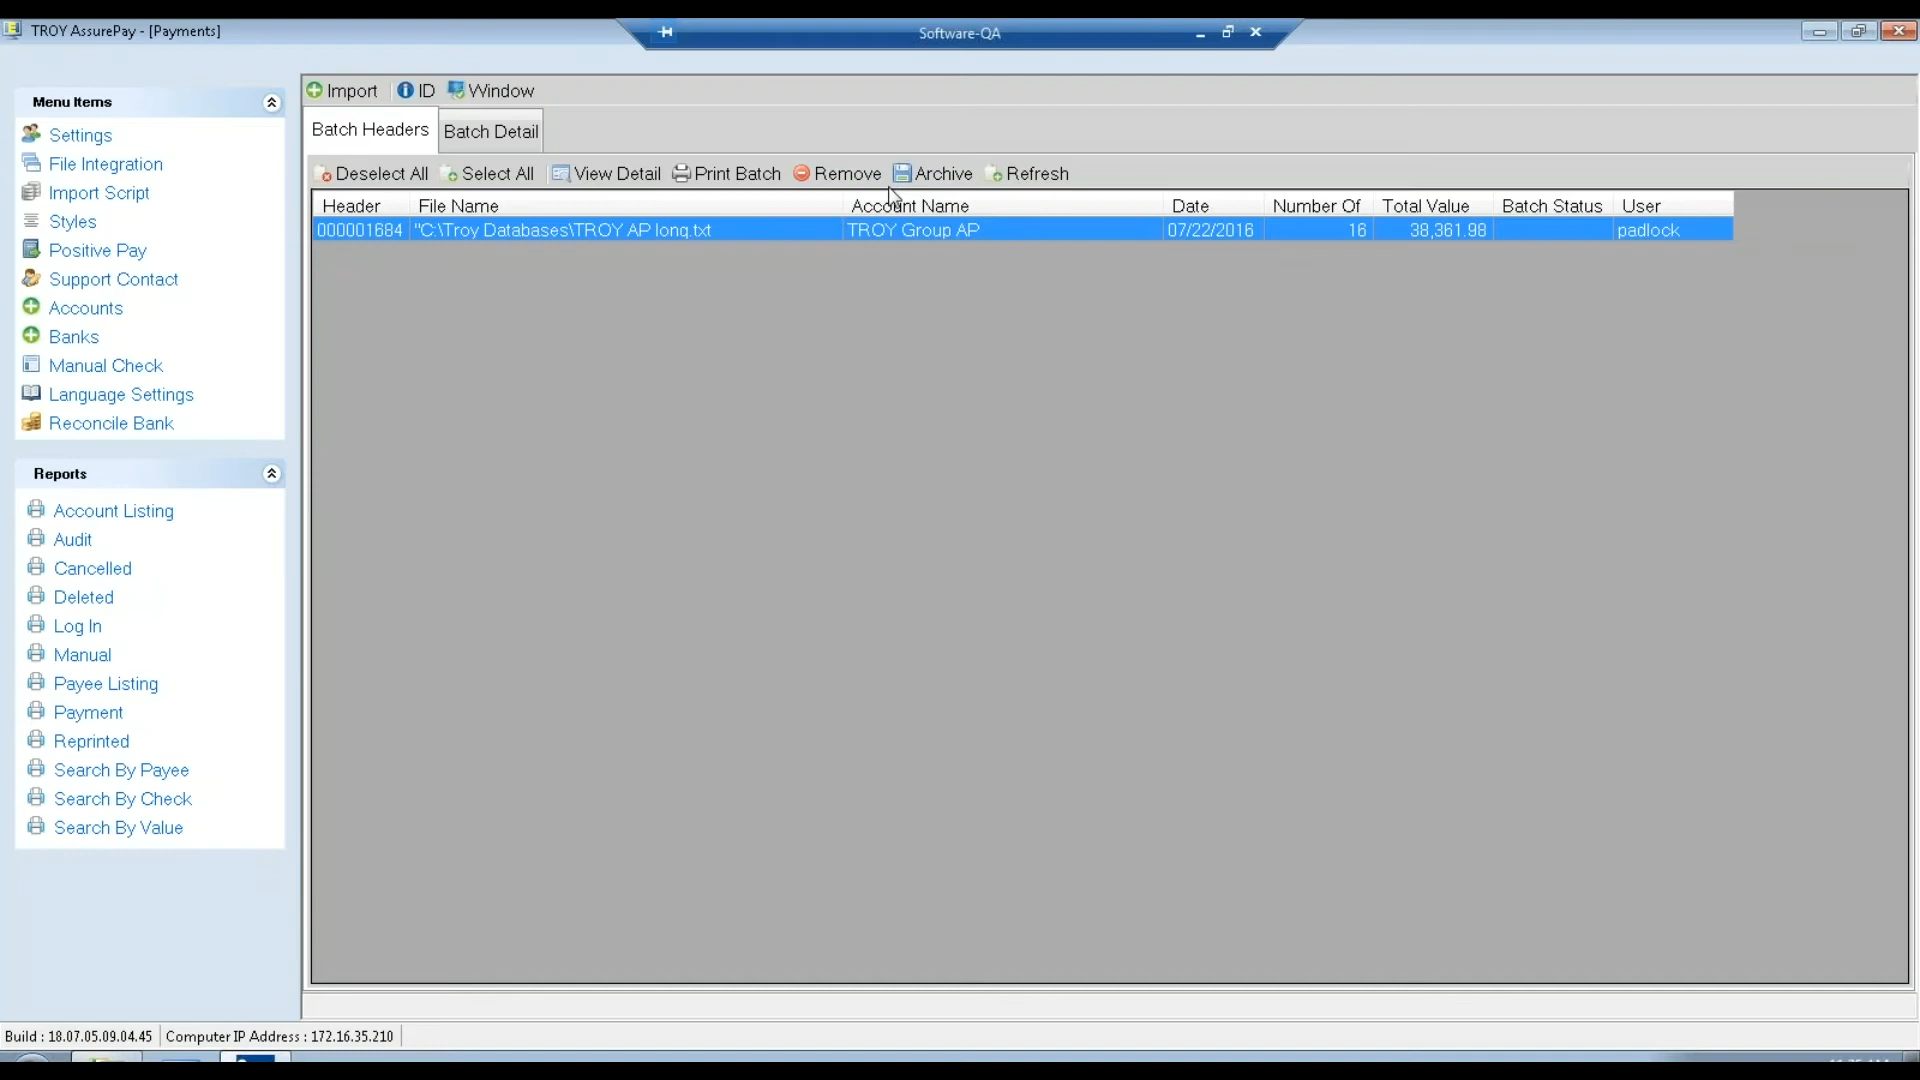 TROY AssurePay - [Payments]
Software-QA
Import ID Window
Menu Items
Settings
File Integration
Import Script
Styles
Positive Pay
Support Contact
Accounts
Banks
Manual Check
Language Settings
Reconcile Bank
Reports
Account Listing
Audit
Cancelled
Deleted
Log In
Manual
Payee Listing
Payment
Reprinted
Search By Payee
Search By Check
Search By Value
Batch Headers Batch Detail
Deselect All Select All View Detail Print Batch Remove Archive Refresh
Header File Name Account Name Date Number Of Total Value Batch Status User
000001684 "C:\Troy Databases\TROY AP long.txt TROY Group AP 07/22/2016 16 38,361.98 padlock
Build : 18.07.05.09.04.45 Computer IP Address : 172.16.35.210